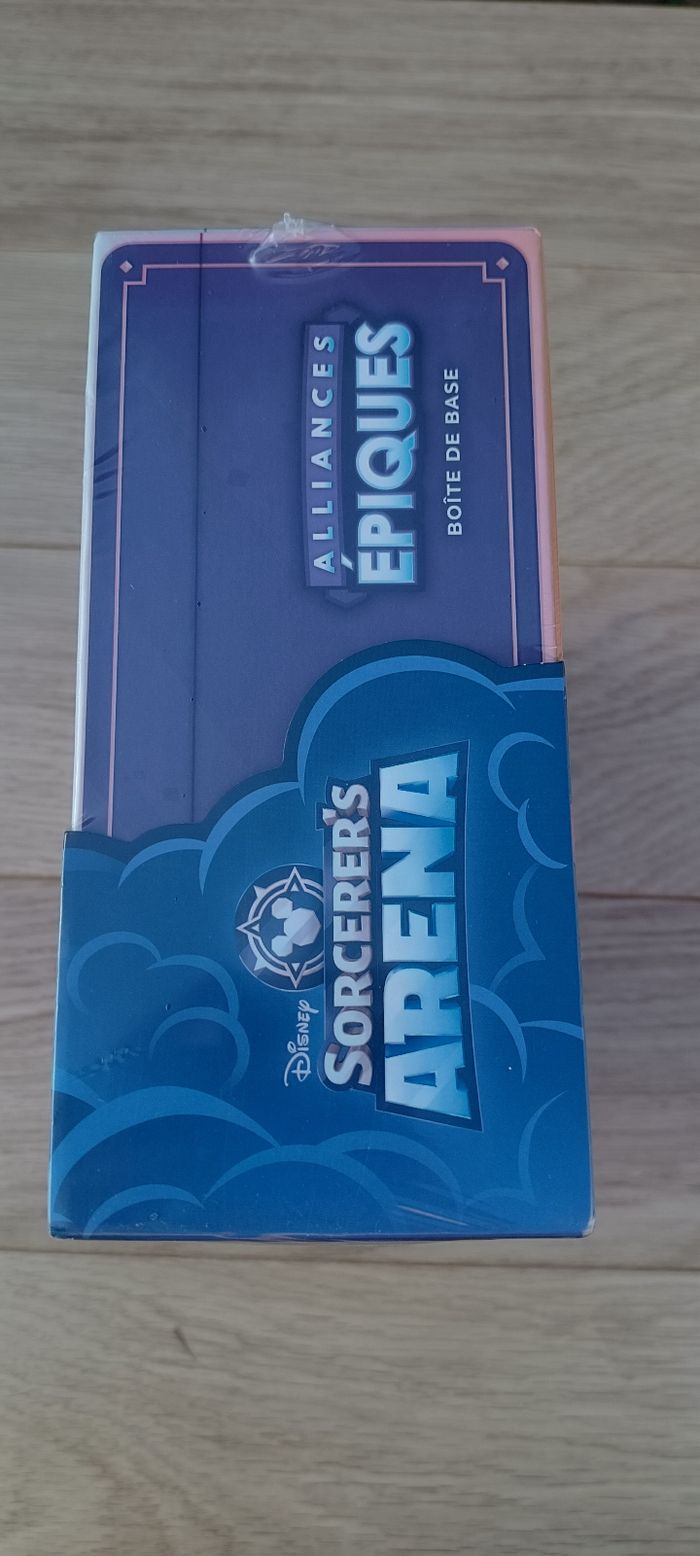 DISNEY
SORCERER'S
ARENA
ALLIANCES
ÉPIQUES
BOÎTE DE BASE